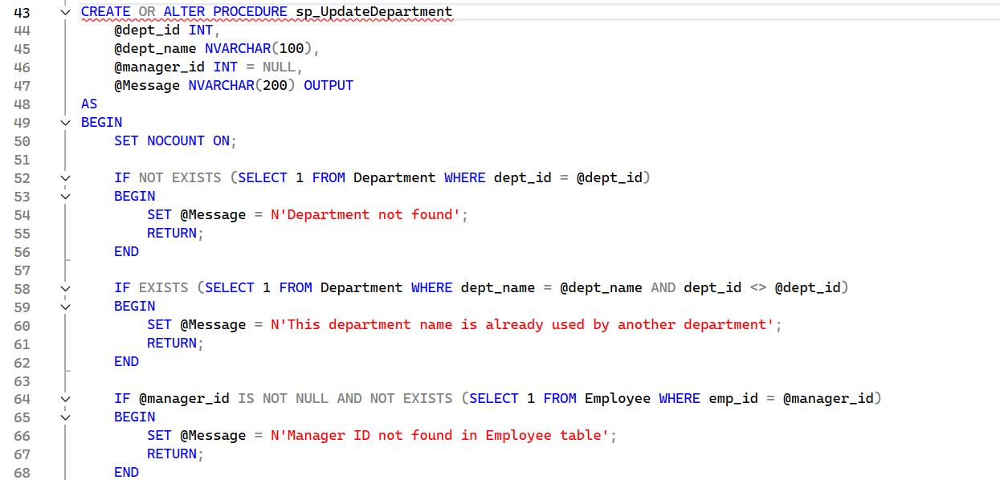 43 CREATE OR ALTER PROCEDURE sp_UpdateDepartment
44 @dept_id INT,
45 @dept_name NVARCHAR(100),
46 @manager_id INT = NULL,
47 @Message NVARCHAR(200) OUTPUT
48 AS
49 BEGIN
50 SET NOCOUNT ON;
51
52 IF NOT EXISTS (SELECT 1 FROM Department WHERE dept_id = @dept_id)
53 BEGIN
54 SET @Message = N'Department not found';
55 RETURN;
56 END
57
58 IF EXISTS (SELECT 1 FROM Department WHERE dept_name = @dept_name AND dept_id <> @dept_id)
59 BEGIN
60 SET @Message = N'This department name is already used by another department';
61 RETURN;
62 END
63
64 IF @manager_id IS NOT NULL AND NOT EXISTS (SELECT 1 FROM Employee WHERE emp_id = @manager_id)
65 BEGIN
66 SET @Message = N'Manager ID not found in Employee table';
67 RETURN;
68 END